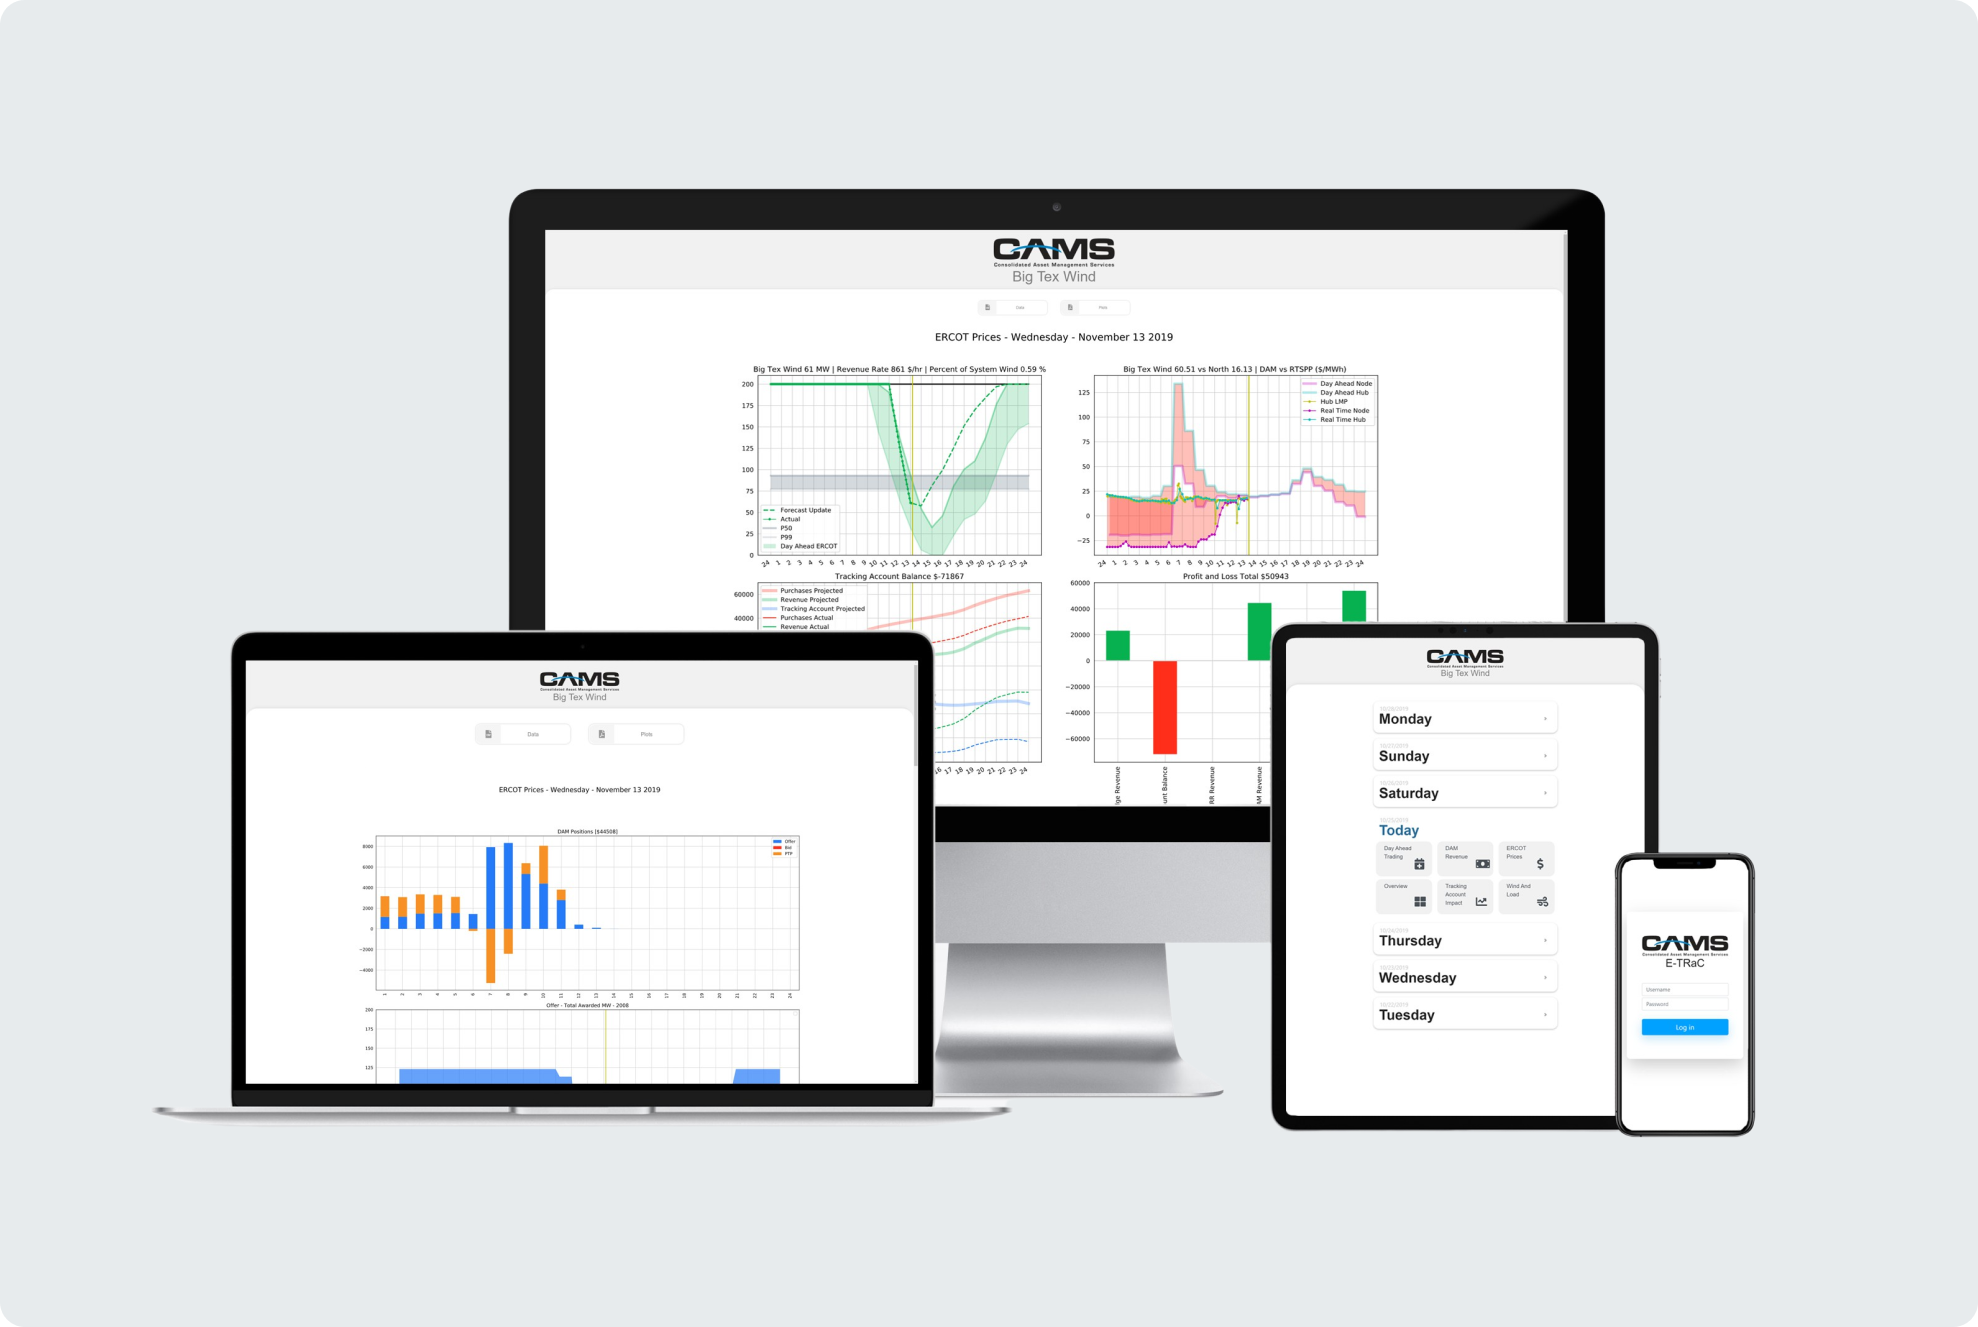 CAMS
Consolidated Asset Management Services
Big Tex Wind
Data
Plots
ERCOT Prices - Wednesday - November 13 2019
Big Tex Wind 61 MW | Revenue Rate 861 $/hr | Percent of System Wind 0.59 %
200
175
150
125
100
75
50
25
0
Forecast Update
Actual
P50
P99
Day Ahead ERCOT
24 1 2 3 4 5 6 7 8 9 10 11 12 13 14 15 16 17 18 19 20 21 22 23 24
Big Tex Wind 60.51 vs North 16.13 | DAM vs RTSPP ($/MWh)
125
100
75
50
25
0
−25
Day Ahead Node
Day Ahead Hub
Hub LMP
Real Time Node
Real Time Hub
24 1 2 3 4 5 6 7 8 9 10 11 12 13 14 15 16 17 18 19 20 21 22 23 24
Tracking Account Balance $-71867
60000
40000
Purchases Projected
Revenue Projected
Tracking Account Projected
Purchases Actual
Revenue Actual
16 17 18 19 20 21 22 23 24
Profit and Loss Total $50943
60000
40000
20000
0
−20000
−40000
−60000
ge Revenue
unt Balance
RR Revenue
AM Revenue
CAMS
Consolidated Asset Management Services
Big Tex Wind
Data
Plots
ERCOT Prices - Wednesday - November 13 2019
DAM Positions [$44508]
8000
6000
4000
2000
0
−2000
−4000
Offer
Bid
PTP
1 2 3 4 5 6 7 8 9 10 11 12 13 14 15 16 17 18 19 20 21 22 23 24
Offer - Total Awarded MW - 2008
200
175
150
125
CAMS
Consolidated Asset Management Services
Big Tex Wind
Monday
Sunday
Saturday
Today
Day Ahead
Trading
DAM
Revenue
ERCOT
Prices
Overview
Tracking
Account
Impact
Wind And
Load
Thursday
Wednesday
Tuesday
CAMS
Consolidated Asset Management Services
E-TRaC
Username
Password
Log in